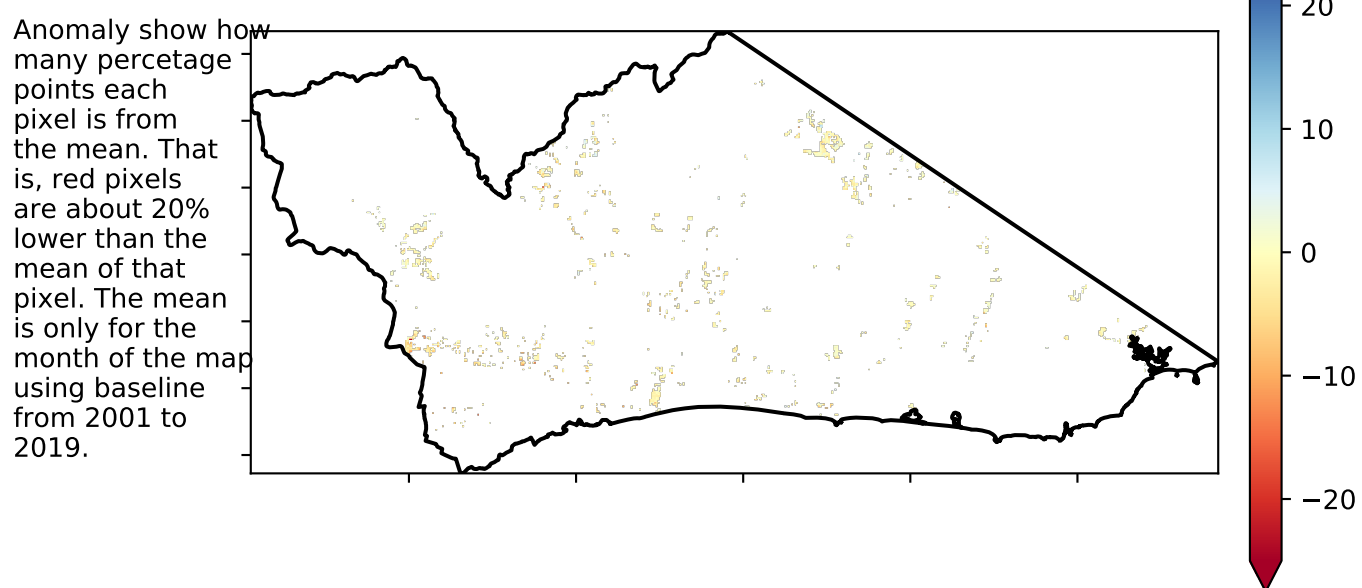 Anomaly show how
many percetage
points each
pixel is from
the mean. That
is, red pixels
are about 20%
lower than the
mean of that
pixel. The mean
is only for the
month of the map
using baseline
from 2001 to
2019.
20
10
0
−10
−20